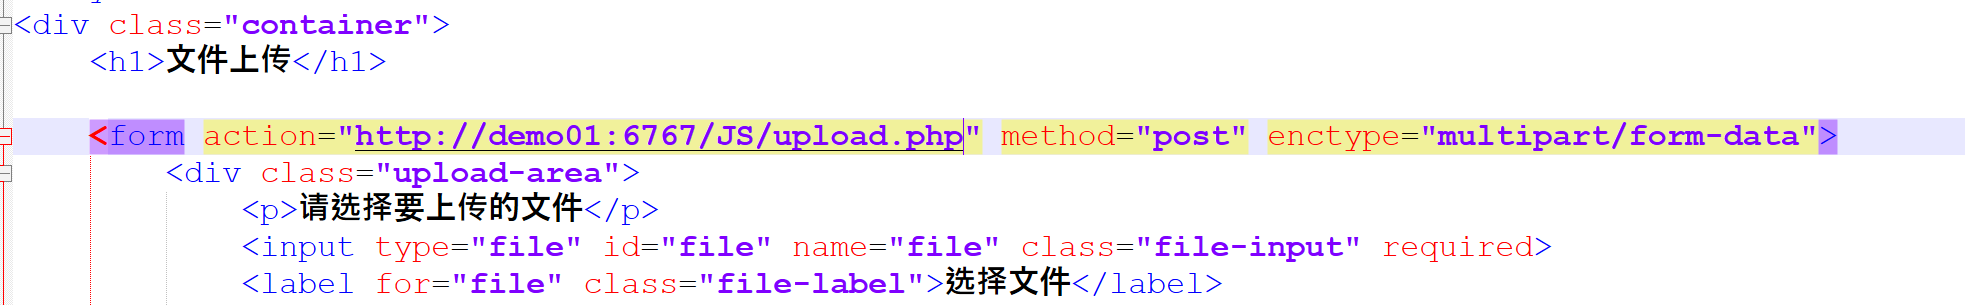 <div class="container">
<h1>文件上传</h1>
<form action="http://demo01:6767/JS/upload.php" method="post" enctype="multipart/form-data">
<div class="upload-area">
<p>请选择要上传的文件</p>
<input type="file" id="file" name="file" class="file-input" required>
<label for="file" class="file-label">选择文件</label>